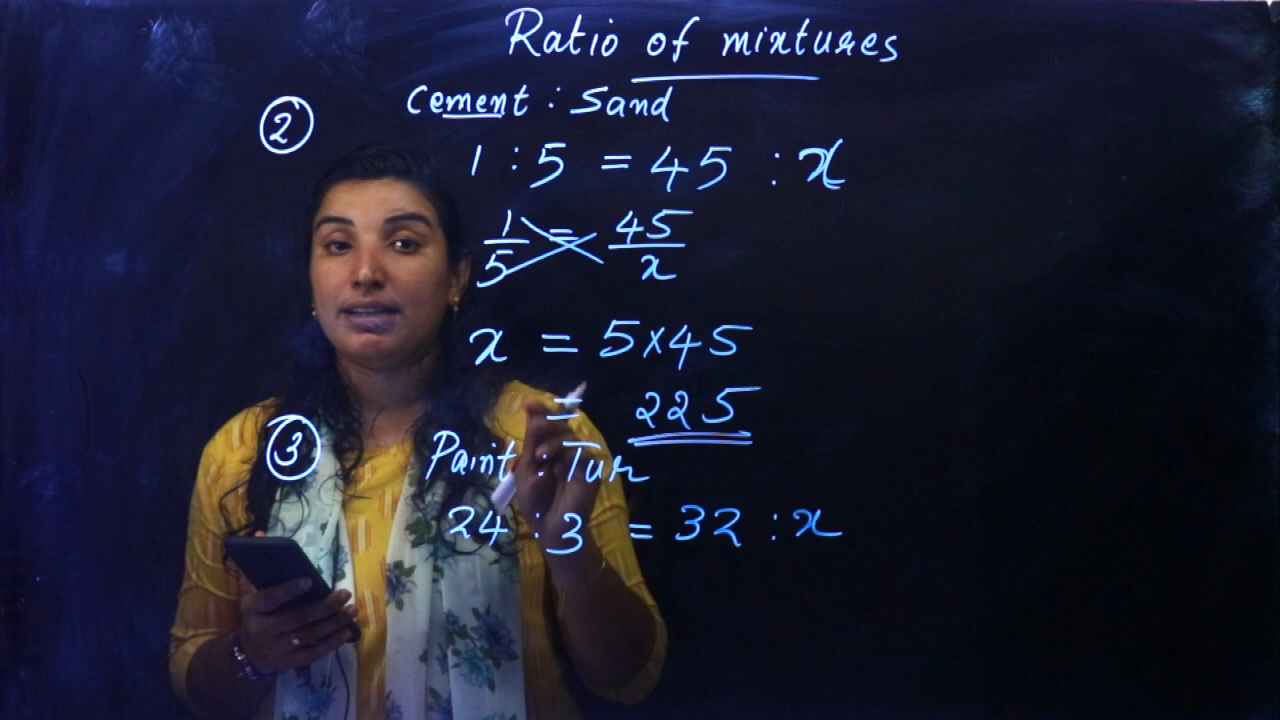 Ratio of mixtures
② Cement : Sand
1 : 5 = 45 : x
1/5 = 45/x
x = 5×45
= 225
③ Paint : Tur
24 : 3 = 32 : x